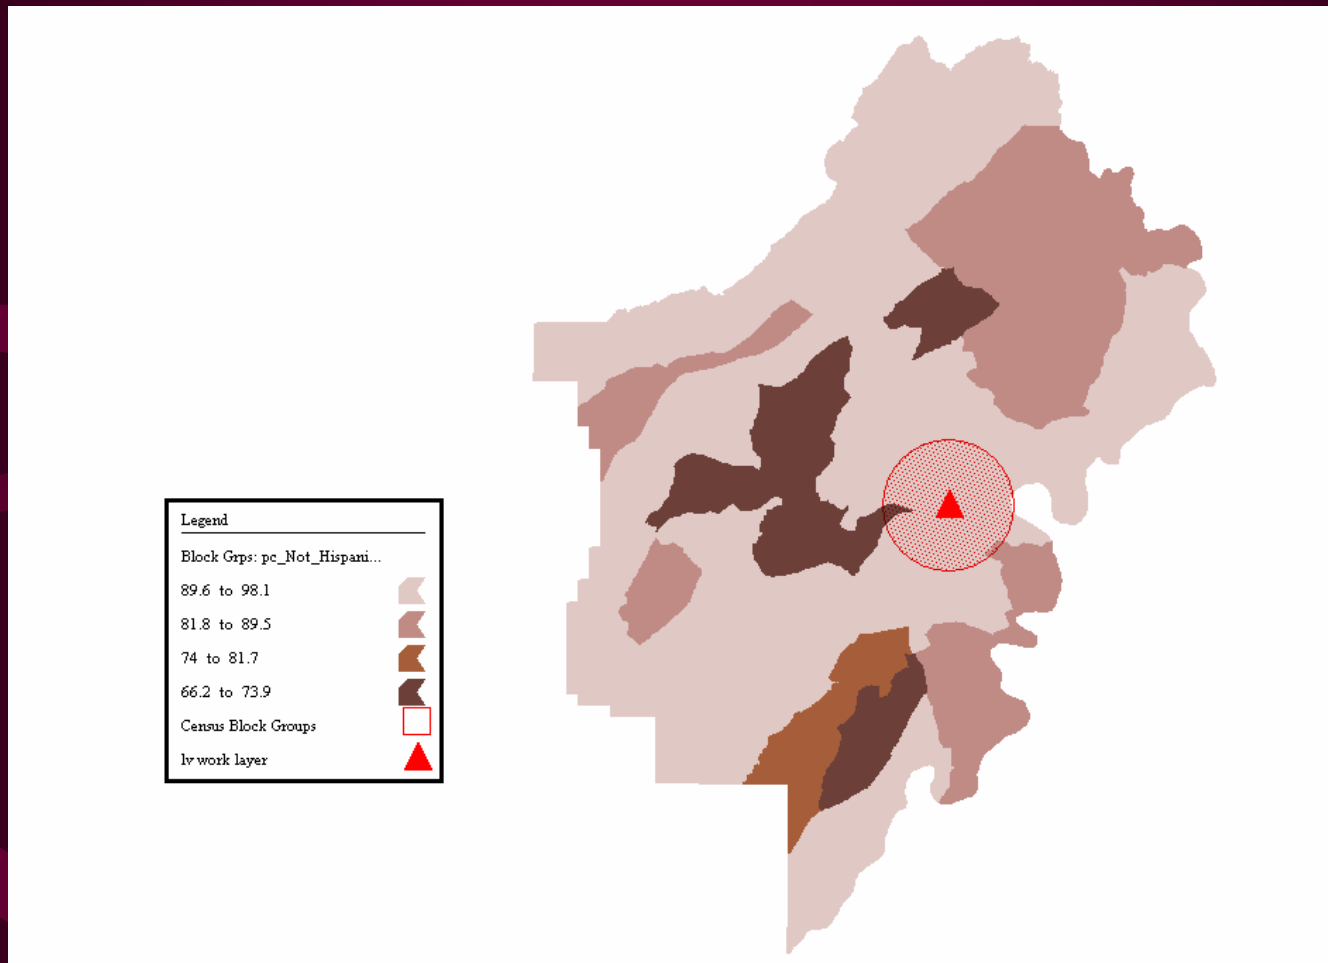 Legend
Block Grps: pc_Not_Hispani...
89.6 to 98.1
81.8 to 89.5
74 to 81.7
66.2 to 73.9
Census Block Groups
lv work layer